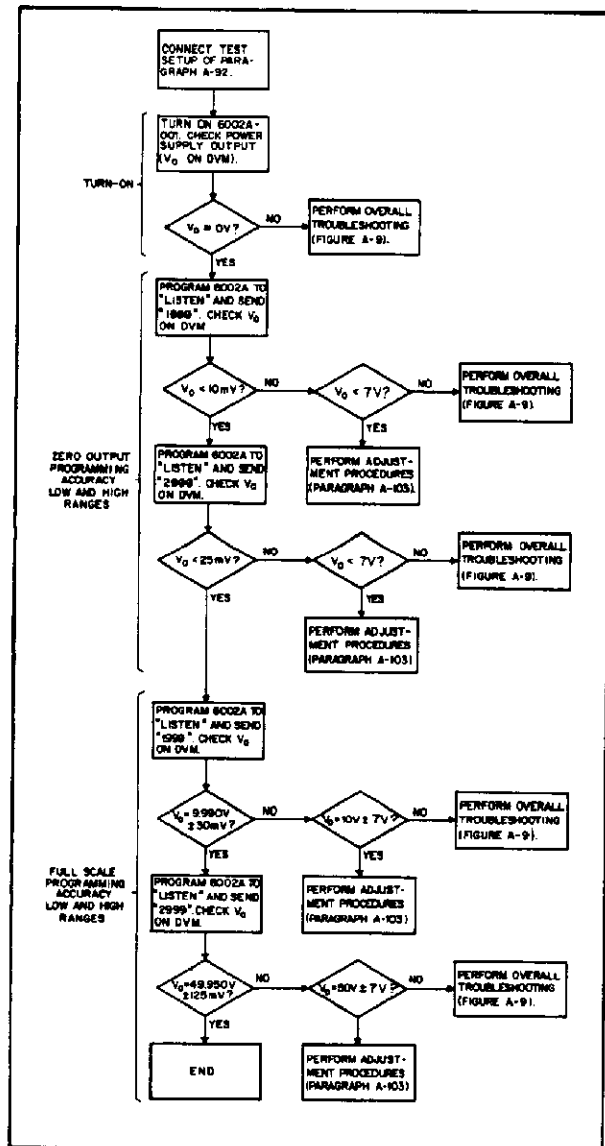 CONNECT TEST
SETUP OF PARA-
GRAPH A-92.
TURN ON 6002A-
001. CHECK POWER
SUPPLY OUTPUT
(V₀ ON DVM).
TURN-ON
V₀ ≅ 0V?
NO
PERFORM OVERALL
TROUBLESHOOTING
(FIGURE A-9).
YES
PROGRAM 6002A TO
"LISTEN" AND SEND
CHECK V₀
ON DVM
V₀ < 10mV?
NO
V₀ < 7V?
NO
PERFORM OVERALL
TROUBLESHOOTING
(FIGURE A-9).
YES
YES
ZERO OUTPUT
PROGRAMMING
ACCURACY
LOW AND HIGH
RANGES
PROGRAM 6002A TO
"LISTEN" AND SEND
CHECK V₀
ON DVM.
PERFORM ADJUST-
MENT PROCEDURES
(PARAGRAPH A-103).
V₀ < 25mV?
NO
V₀ < 7V?
NO
PERFORM OVERALL
TROUBLESHOOTING
(FIGURE A-9).
YES
YES
PERFORM ADJUST-
MENT PROCEDURES
(PARAGRAPH A-103)
PROGRAM 6002A TO
"LISTEN" AND SEND
"1999". CHECK V₀
ON DVM.
V₀=9.990V
±30mV?
NO
V₀=10V ± 7V?
NO
PERFORM OVERALL
TROUBLESHOOTING
(FIGURE A-9).
YES
YES
FULL SCALE
PROGRAMMING
ACCURACY
LOW AND HIGH
RANGES
PROGRAM 6002A TO
"LISTEN" AND SEND
"2999". CHECK V₀
ON DVM.
PERFORM ADJUST-
MENT PROCEDURES
(PARAGRAPH A-103)
V₀=49.950V
±125mV?
NO
V₀=50V ± 7V?
NO
PERFORM OVERALL
TROUBLESHOOTING
(FIGURE A-9).
YES
YES
END
PERFORM ADJUST-
MENT PROCEDURES
(PARAGRAPH A-103)